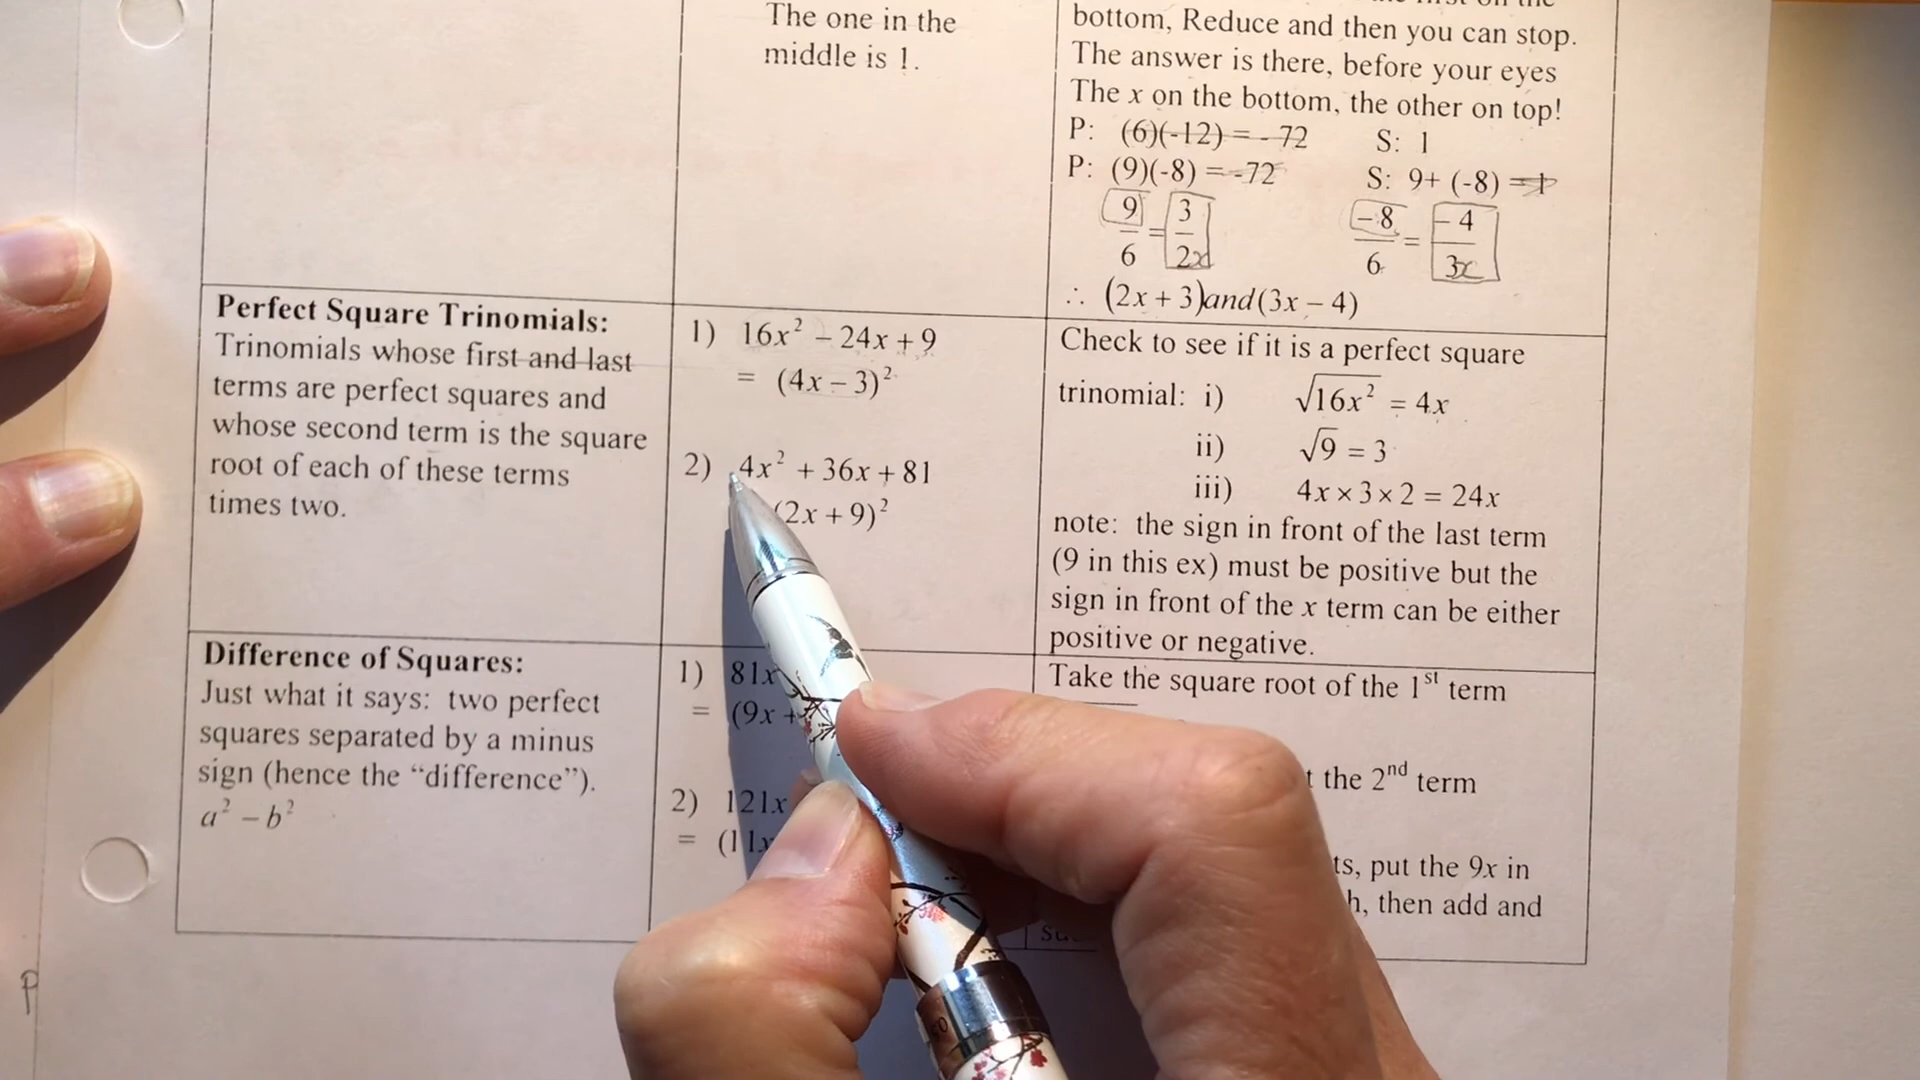 The one in the
middle is 1.
bottom, Reduce and then you can stop.
The answer is there, before your eyes
The x on the bottom, the other on top!
P: (6)(-12) = -72 S: 1
P: (9)(-8) = -72 S: 9+ (-8) = 1
9/6 = 3/2x -8/6 = -4/3x
∴ (2x + 3)and(3x – 4)
Perfect Square Trinomials:
Trinomials whose first and last
terms are perfect squares and
whose second term is the square
root of each of these terms
times two.
1) 16x² – 24x + 9
= (4x – 3)²
2) 4x² + 36x + 81
(2x + 9)²
Check to see if it is a perfect square
trinomial: i) √16x² = 4x
ii) √9 = 3
iii) 4x × 3 × 2 = 24x
note: the sign in front of the last term
(9 in this ex) must be positive but the
sign in front of the x term can be either
positive or negative.
Difference of Squares:
Just what it says: two perfect
squares separated by a minus
sign (hence the “difference”).
a² – b²
1) 81x
= (9x +
2) 121x
= (11x
Take the square root of the 1st term
the 2nd term
put the 9x in
then add and
P